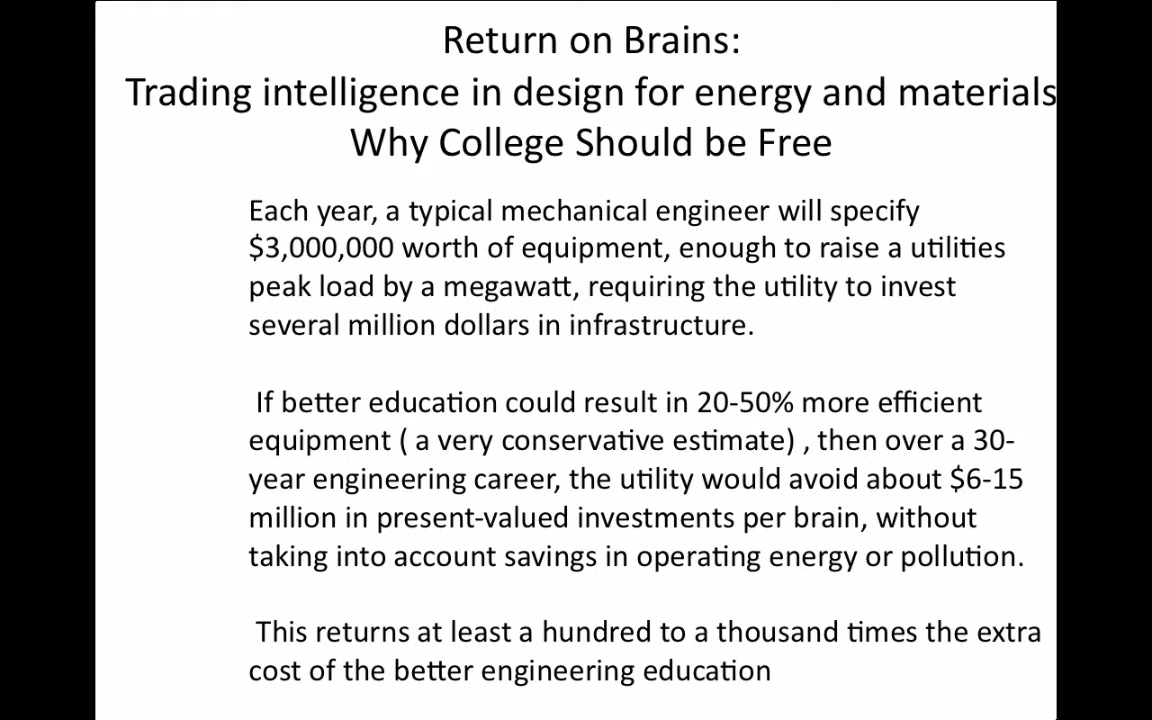 Return on Brains:
Trading intelligence in design for energy and materials
Why College Should be Free
Each year, a typical mechanical engineer will specify
$3,000,000 worth of equipment, enough to raise a utilities
peak load by a megawatt, requiring the utility to invest
several million dollars in infrastructure.
If better education could result in 20-50% more efficient
equipment ( a very conservative estimate) , then over a 30-
year engineering career, the utility would avoid about $6-15
million in present-valued investments per brain, without
taking into account savings in operating energy or pollution.
This returns at least a hundred to a thousand times the extra
cost of the better engineering education